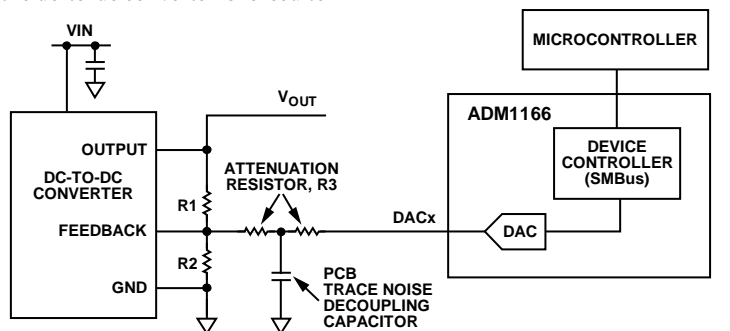 VIN
MICROCONTROLLER
VOUT
ADM1166
OUTPUT
DEVICE
CONTROLLER
(SMBus)
DC-TO-DC
CONVERTER
ATTENUATION
RESISTOR, R3
R1
DACx
FEEDBACK
DAC
R2
GND
PCB
TRACE NOISE
DECOUPLING
CAPACITOR